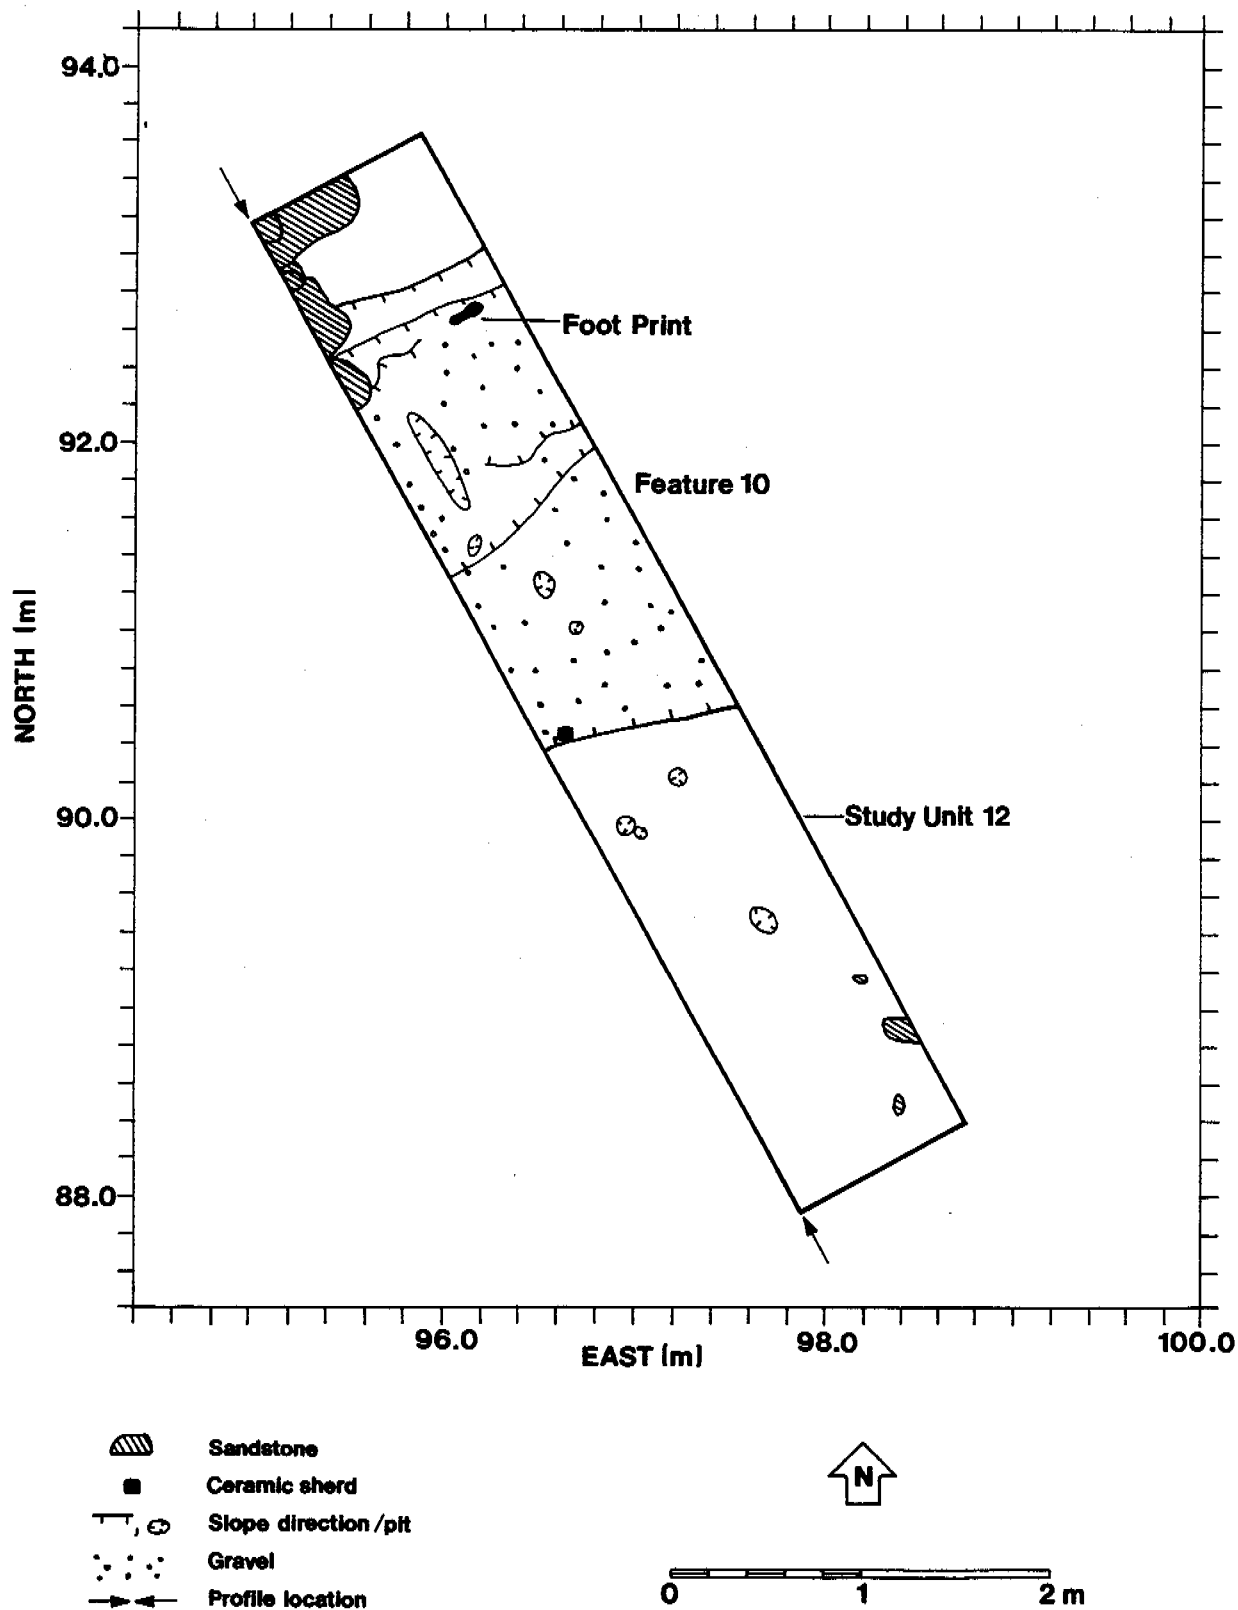 94.0
Foot Print
92.0
Feature 10
NORTH (m)
90.0
Study Unit 12
88.0
96.0
98.0
100.0
EAST (m)
Sandstone
Ceramic sherd
Slope direction/pit
N
Gravel
Profile location
0 1 2 m